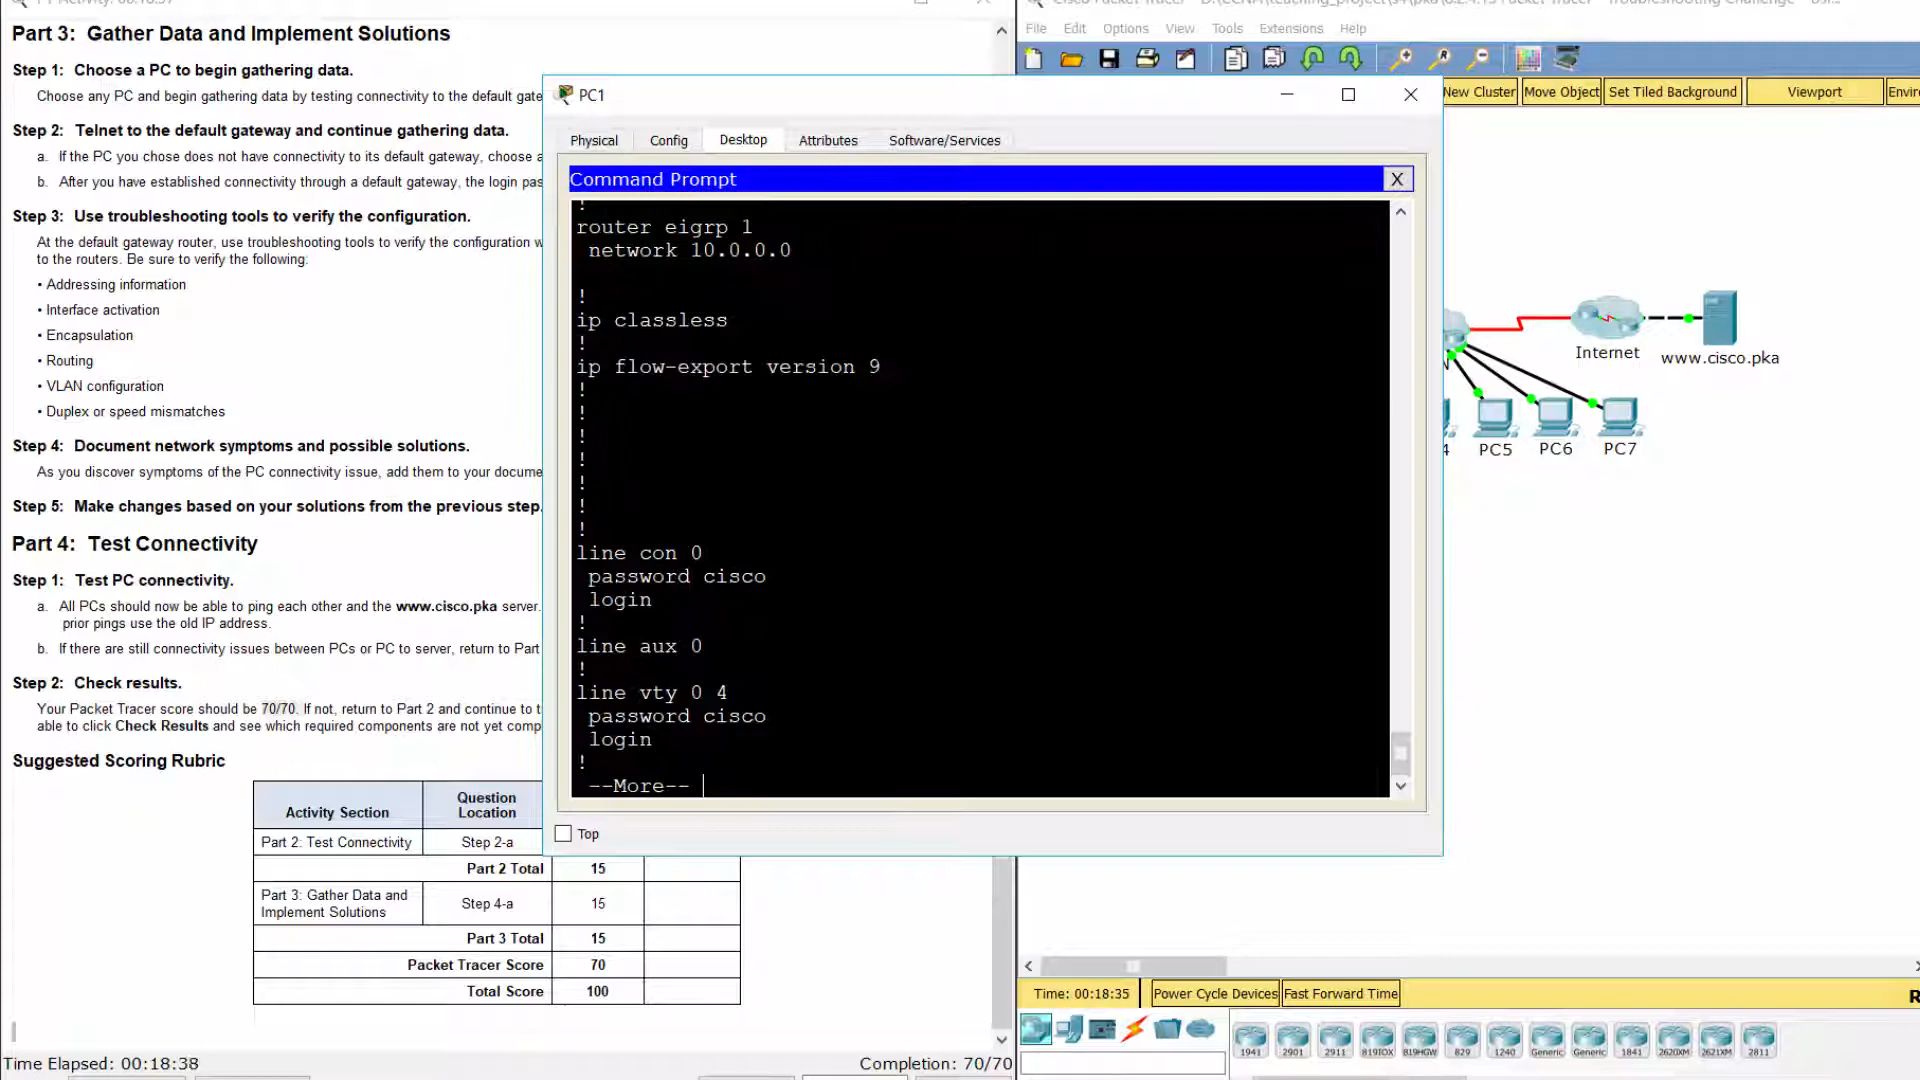 Part 3: Gather Data and Implement Solutions
Step 1: Choose a PC to begin gathering data.
Choose any PC and begin gathering data by testing connectivity to the default gate
Step 2: Telnet to the default gateway and continue gathering data.
a. If the PC you chose does not have connectivity to its default gateway, choose a
b. After you have established connectivity through a default gateway, the login pas
Step 3: Use troubleshooting tools to verify the configuration.
At the default gateway router, use troubleshooting tools to verify the configuration w
to the routers. Be sure to verify the following:
• Addressing information
• Interface activation
• Encapsulation
• Routing
• VLAN configuration
• Duplex or speed mismatches
Step 4: Document network symptoms and possible solutions.
As you discover symptoms of the PC connectivity issue, add them to your docume
Step 5: Make changes based on your solutions from the previous step.
Part 4: Test Connectivity
Step 1: Test PC connectivity.
a. All PCs should now be able to ping each other and the www.cisco.pka server.
prior pings use the old IP address.
b. If there are still connectivity issues between PCs or PC to server, return to Part
Step 2: Check results.
Your Packet Tracer score should be 70/70. If not, return to Part 2 and continue to t
able to click Check Results and see which required components are not yet comp
Suggested Scoring Rubric
Activity Section Question Location
Part 2: Test Connectivity Step 2-a
Part 2 Total 15
Part 3: Gather Data and Implement Solutions Step 4-a 15
Part 3 Total 15
Packet Tracer Score 70
Total Score 100
Time Elapsed: 00:18:38 Completion: 70/70
PC1
Physical Config Desktop Attributes Software/Services
Command Prompt X
!
router eigrp 1
network 10.0.0.0
!
ip classless
!
ip flow-export version 9
!
!
!
!
!
!
!
line con 0
password cisco
login
!
line aux 0
!
line vty 0 4
password cisco
login
!
--More--
Top
File Edit Options View Tools Extensions Help
New Cluster Move Object Set Tiled Background Viewport Envir
Internet www.cisco.pka
4 PC5 PC6 PC7
Time: 00:18:35 Power Cycle Devices Fast Forward Time R
1941 2901 2911 819IOX 819HGW 829 1240 Generic Generic 1841 2620XM 2621XM 2811